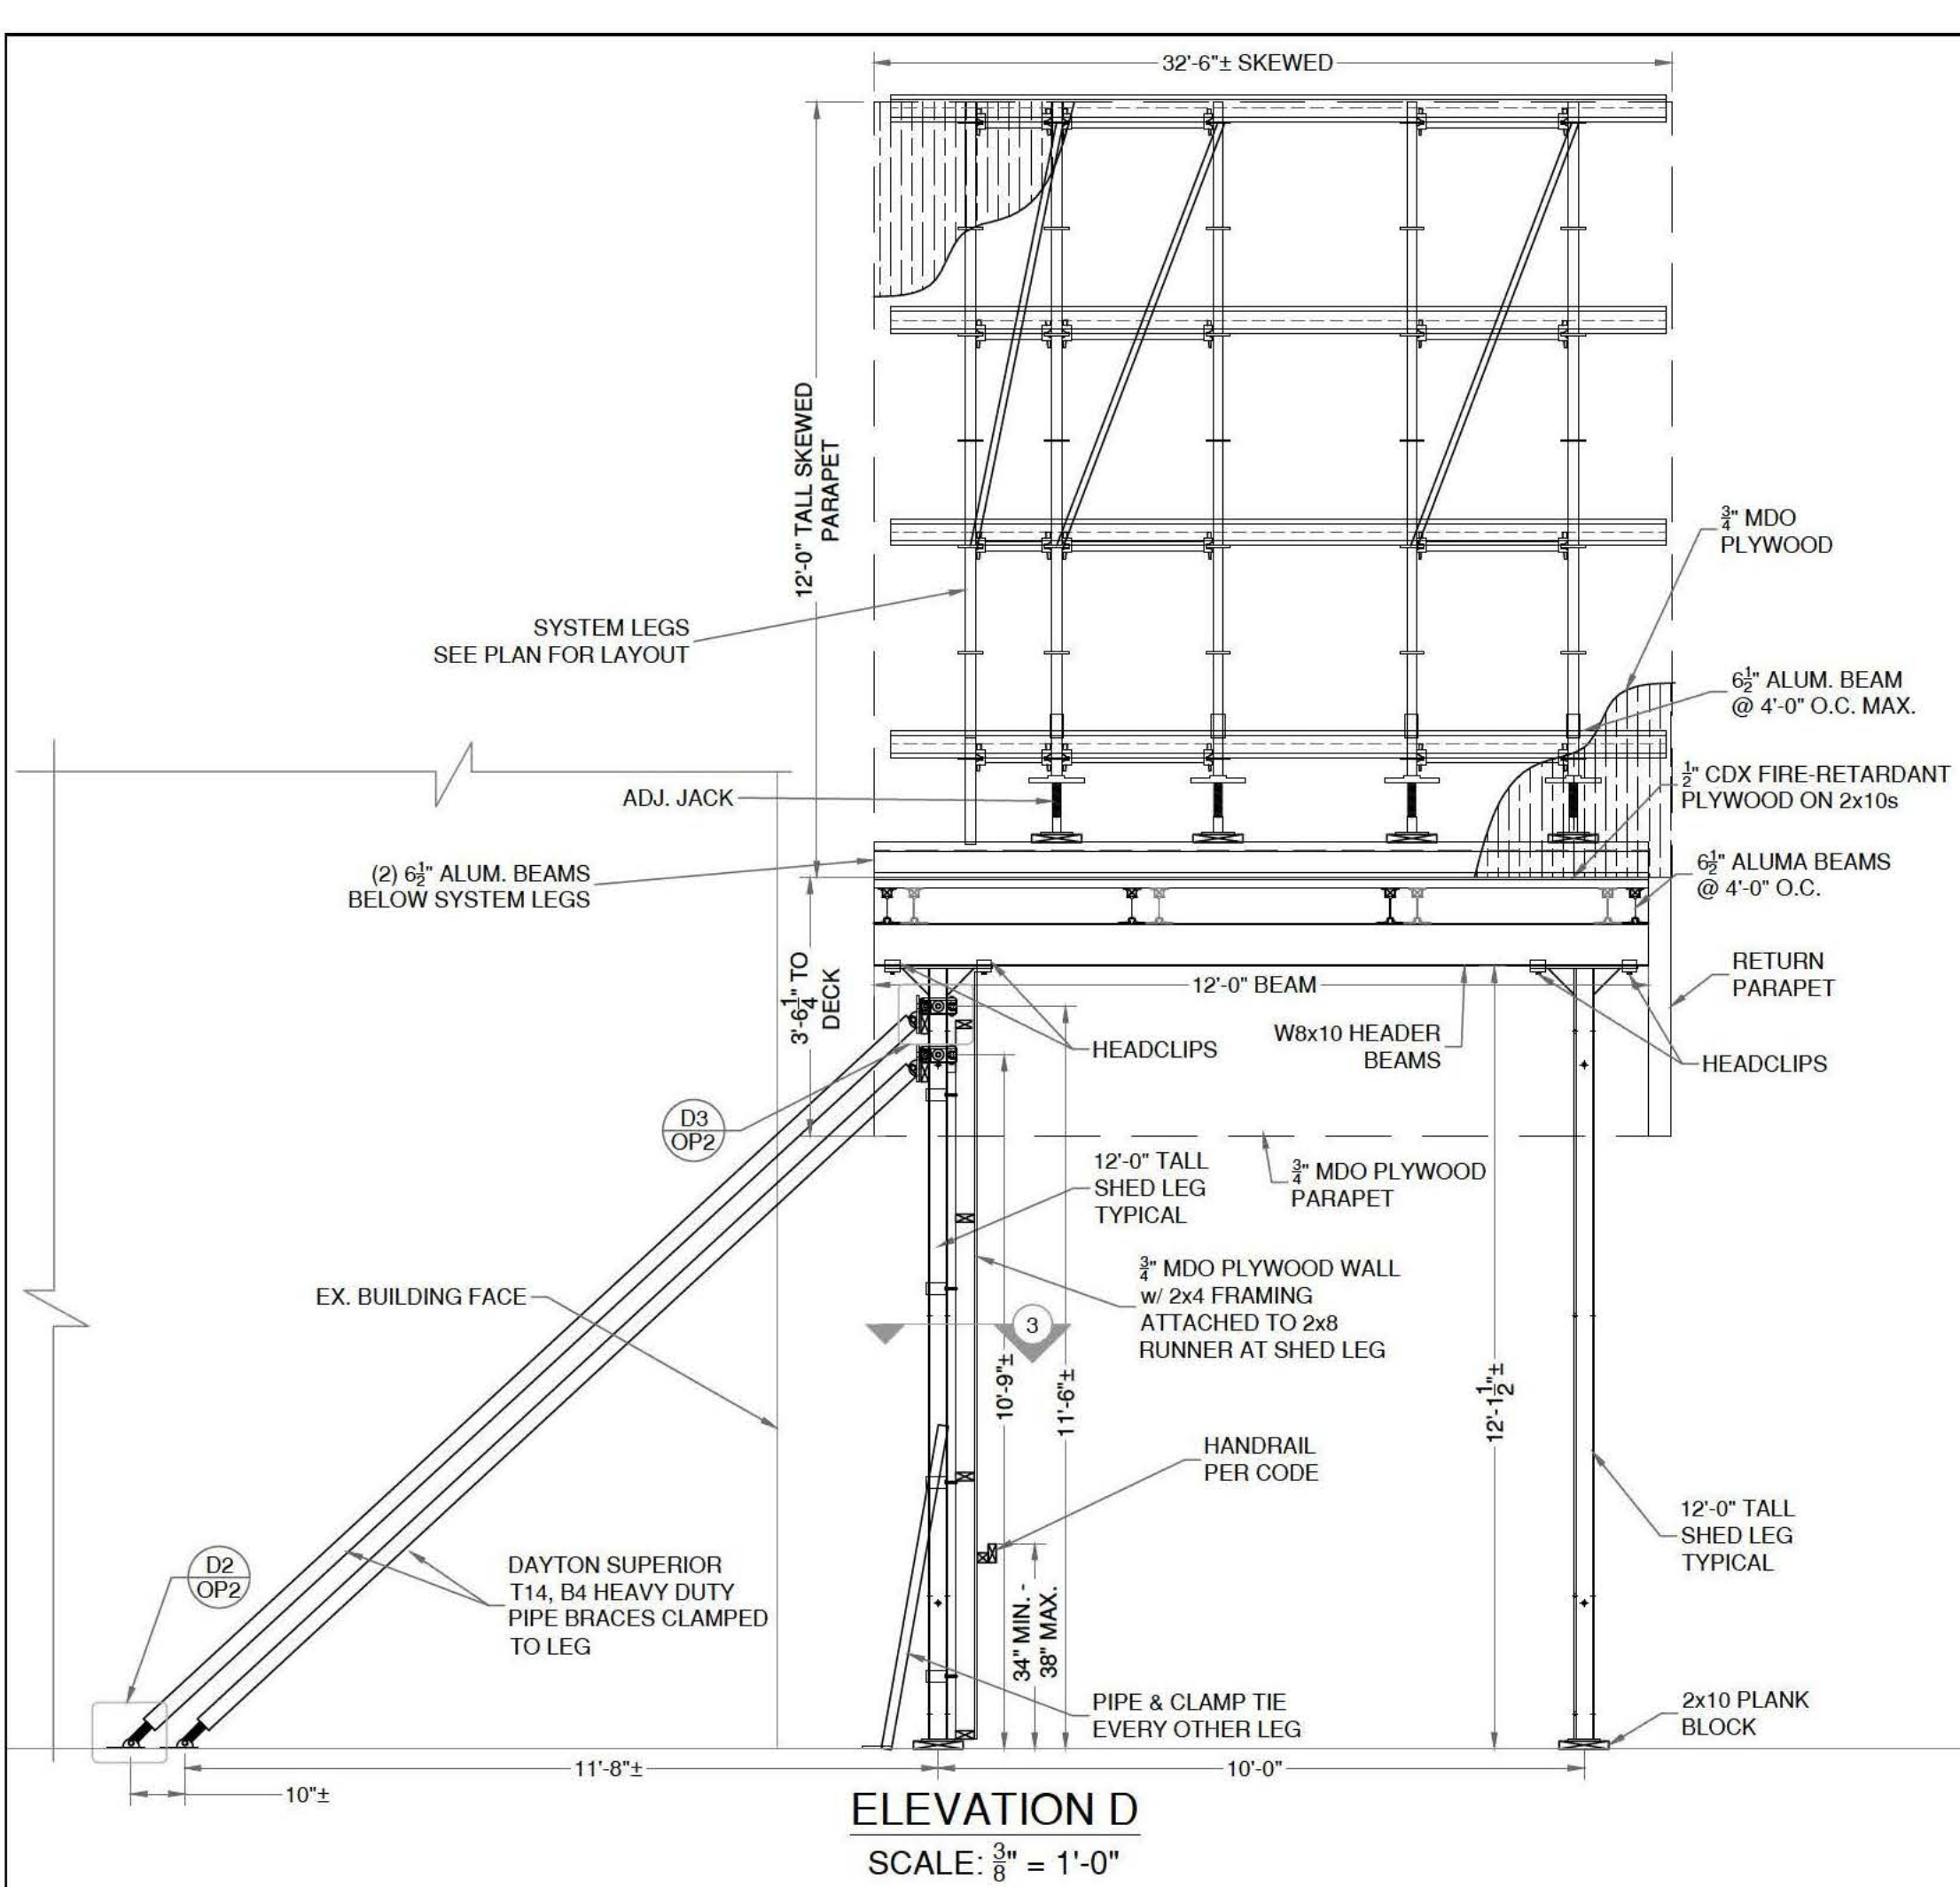 32'-6"± SKEWED
12'-0" TALL SKEWED
PARAPET
3/4" MDO
PLYWOOD
SYSTEM LEGS
SEE PLAN FOR LAYOUT
6 1/2" ALUM. BEAM
@ 4'-0" O.C. MAX.
ADJ. JACK
1/2" CDX FIRE-RETARDANT
PLYWOOD ON 2x10s
(2) 6 1/2" ALUM. BEAMS
BELOW SYSTEM LEGS
6 1/2" ALUMA BEAMS
@ 4'-0" O.C.
3'-6 1/4" TO
DECK
12'-0" BEAM
RETURN
PARAPET
HEADCLIPS
W8x10 HEADER
BEAMS
HEADCLIPS
D3
OP2
12'-0" TALL
SHED LEG
TYPICAL
3/4" MDO PLYWOOD
PARAPET
EX. BUILDING FACE
3/4" MDO PLYWOOD WALL
w/ 2x4 FRAMING
ATTACHED TO 2x8
RUNNER AT SHED LEG
3
10'-9"±
11'-6"±
12'-1 1/2"±
HANDRAIL
PER CODE
12'-0" TALL
SHED LEG
TYPICAL
D2
OP2
DAYTON SUPERIOR
T14, B4 HEAVY DUTY
PIPE BRACES CLAMPED
TO LEG
34" MIN. -
38" MAX.
PIPE & CLAMP TIE
EVERY OTHER LEG
2x10 PLANK
BLOCK
11'-8"±
10'-0"
10"±
ELEVATION D
SCALE: 3/8" = 1'-0"